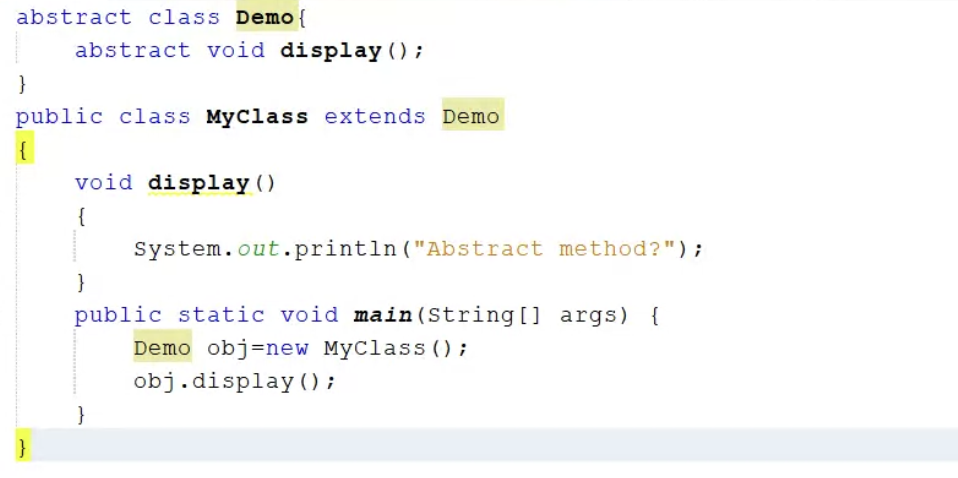 abstract class Demo{
    abstract void display();
}
public class MyClass extends Demo
{
    void display()
    {
        System.out.println("Abstract method?");
    }
    public static void main(String[] args) {
        Demo obj=new MyClass();
        obj.display();
    }
}